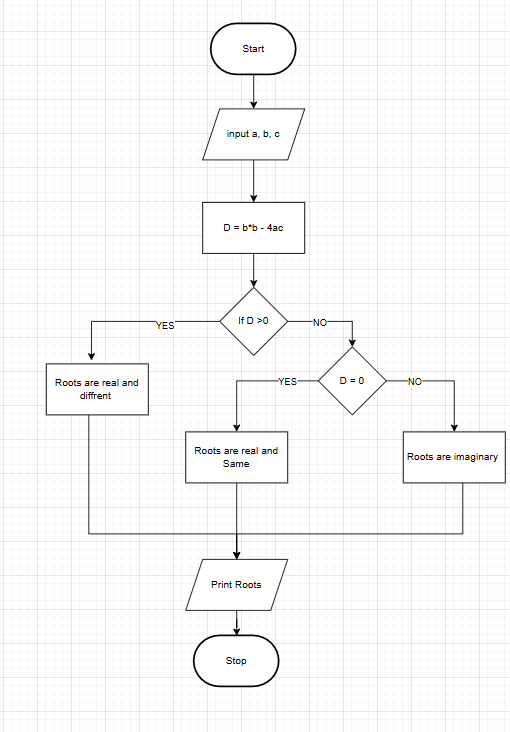 Start
input a, b, c
D = b*b - 4ac
If D >0
YES
NO
Roots are real and
diffrent
D = 0
YES
NO
Roots are real and
Same
Roots are imaginary
Print Roots
Stop